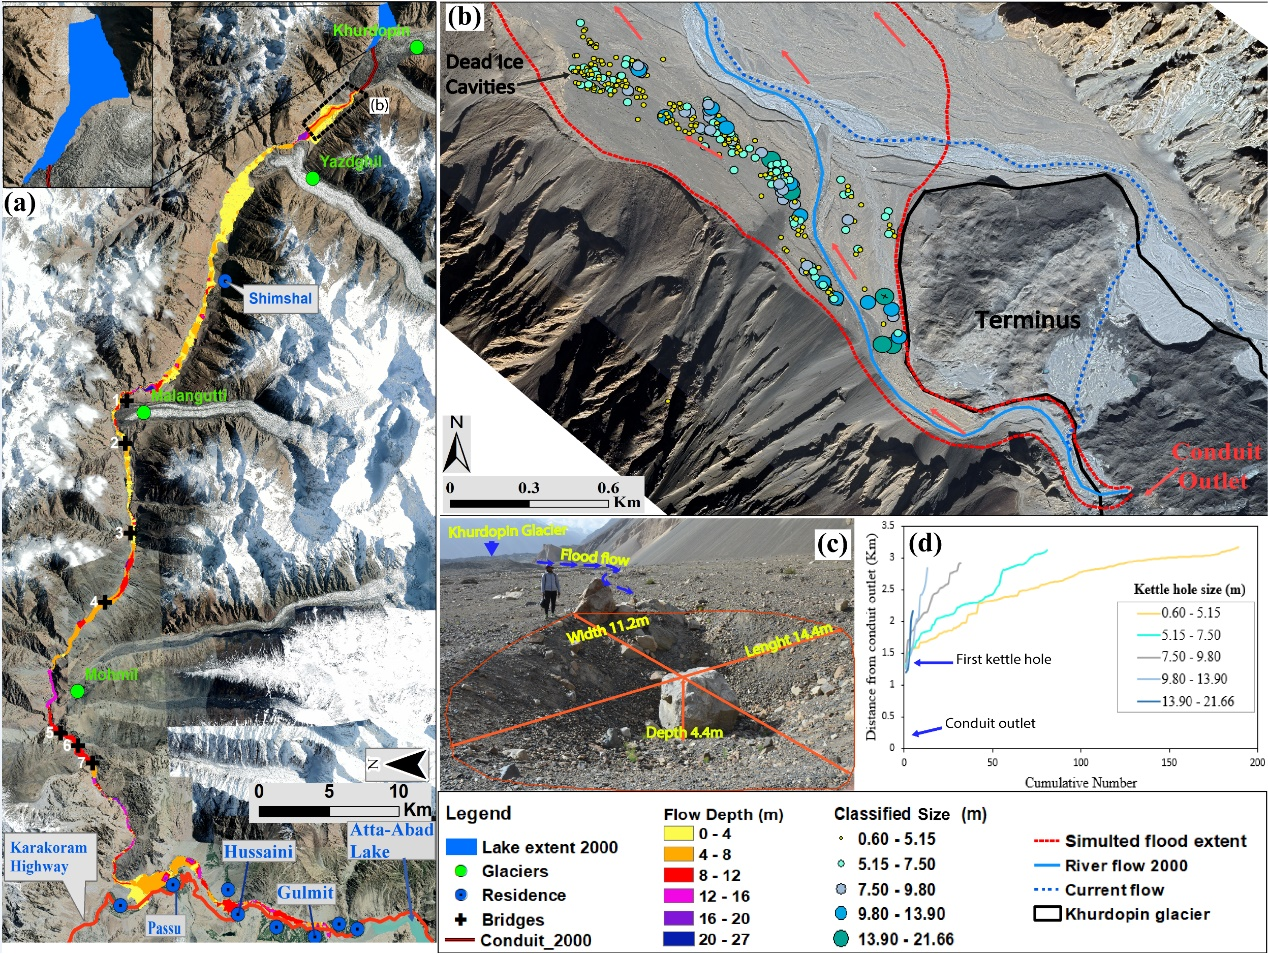 Khurdopin
(b)
Yazdghil
(a)
Shimshal
1
Malangutti
2
3
4
Momhil
5
6
7
N
0 5 10
Km
Karakoram
Highway
Passu
Hussaini
Gulmit
Atta-Abad
Lake
(b)
Dead Ice
Cavities
Terminus
Conduit
Outlet
N
0 0.3 0.6
Km
(c)
Khurdopin Glacier
Flood flow
Width 11.2m
Lenght 14.4m
Depth 4.4m
(d)
Distance from conduit outlet (Km)
3.5
3
2.5
2
1.5
1
0.5
0
0 50 100 150 200
Cumulative Number
First kettle hole
Conduit outlet
Kettle hole size (m)
0.60 - 5.15
5.15 - 7.50
7.50 - 9.80
9.80 - 13.90
13.90 - 21.66
Legend
Lake extent 2000
Glaciers
Residence
Bridges
Conduit_2000
Flow Depth (m)
0 - 4
4 - 8
8 - 12
12 - 16
16 - 20
20 - 27
Classified Size (m)
0.60 - 5.15
5.15 - 7.50
7.50 - 9.80
9.80 - 13.90
13.90 - 21.66
Simulted flood extent
River flow 2000
Current flow
Khurdopin glacier